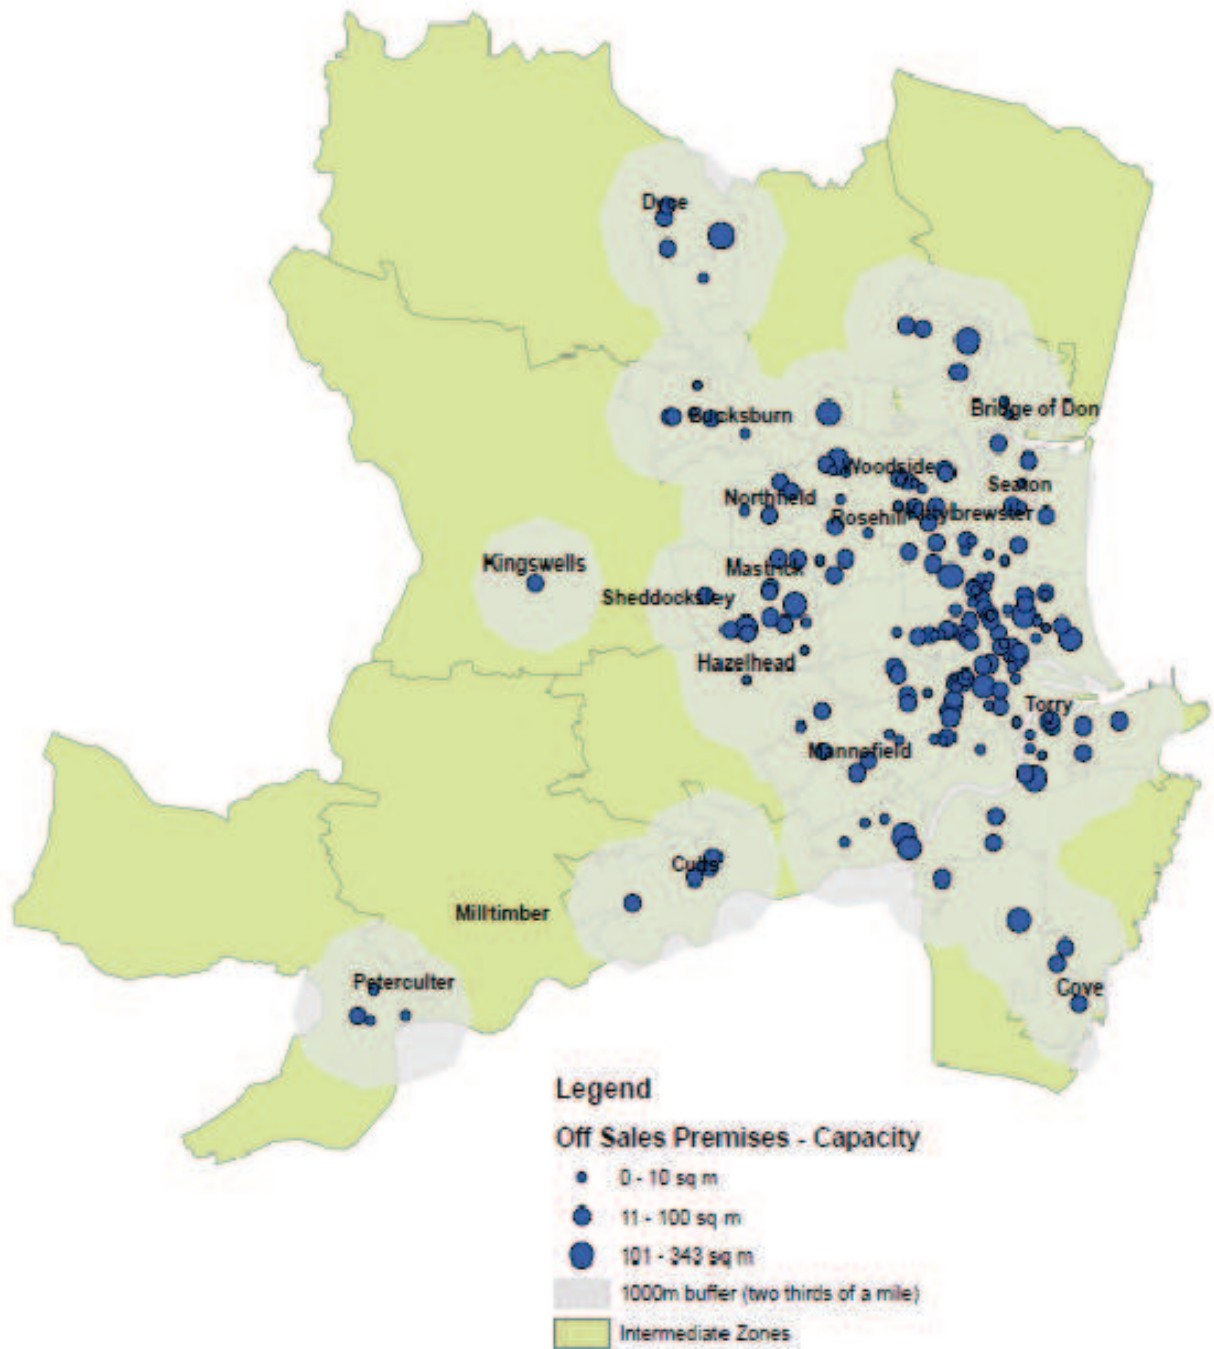 Dyce
Bridge of Don
Bucksburn
Woodside
Seaton
Northfield
Rosehill
Kittybrewster
Kingswells
Mastrick
Sheddocksley
Hazelhead
Torry
Mannofield
Cults
Milltimber
Peterculter
Cove
Legend
Off Sales Premises - Capacity
0 - 10 sq m
11 - 100 sq m
101 - 343 sq m
1000m buffer (two thirds of a mile)
Intermediate Zones